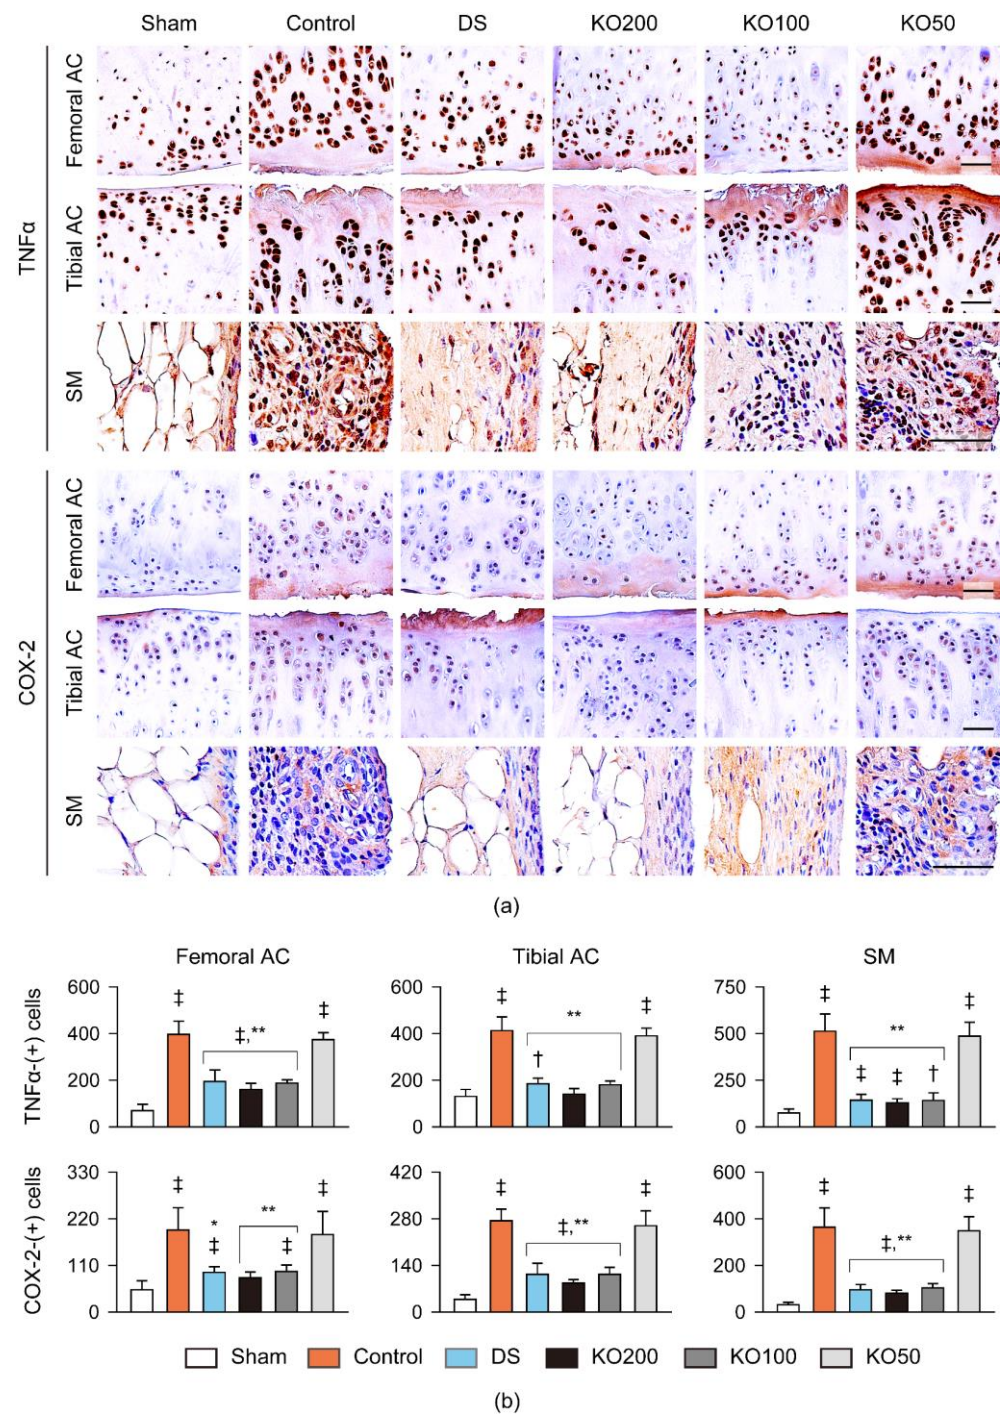 Sham Control DS KO200 KO100 KO50
TNFα
Femoral AC
Tibial AC
SM
COX-2
Femoral AC
Tibial AC
SM
(a)
Femoral AC Tibial AC SM
TNFα-(+) cells
600
400
200
0
‡
‡,**
‡
600
400
200
0
‡
**
†
‡
750
500
250
0
‡
**
‡ ‡ †
‡
COX-2-(+) cells
330
220
110
0
‡
*
‡
**
‡
‡
420
280
140
0
‡
‡,**
‡
600
400
200
0
‡
‡,**
‡
Sham Control DS KO200 KO100 KO50
(b)